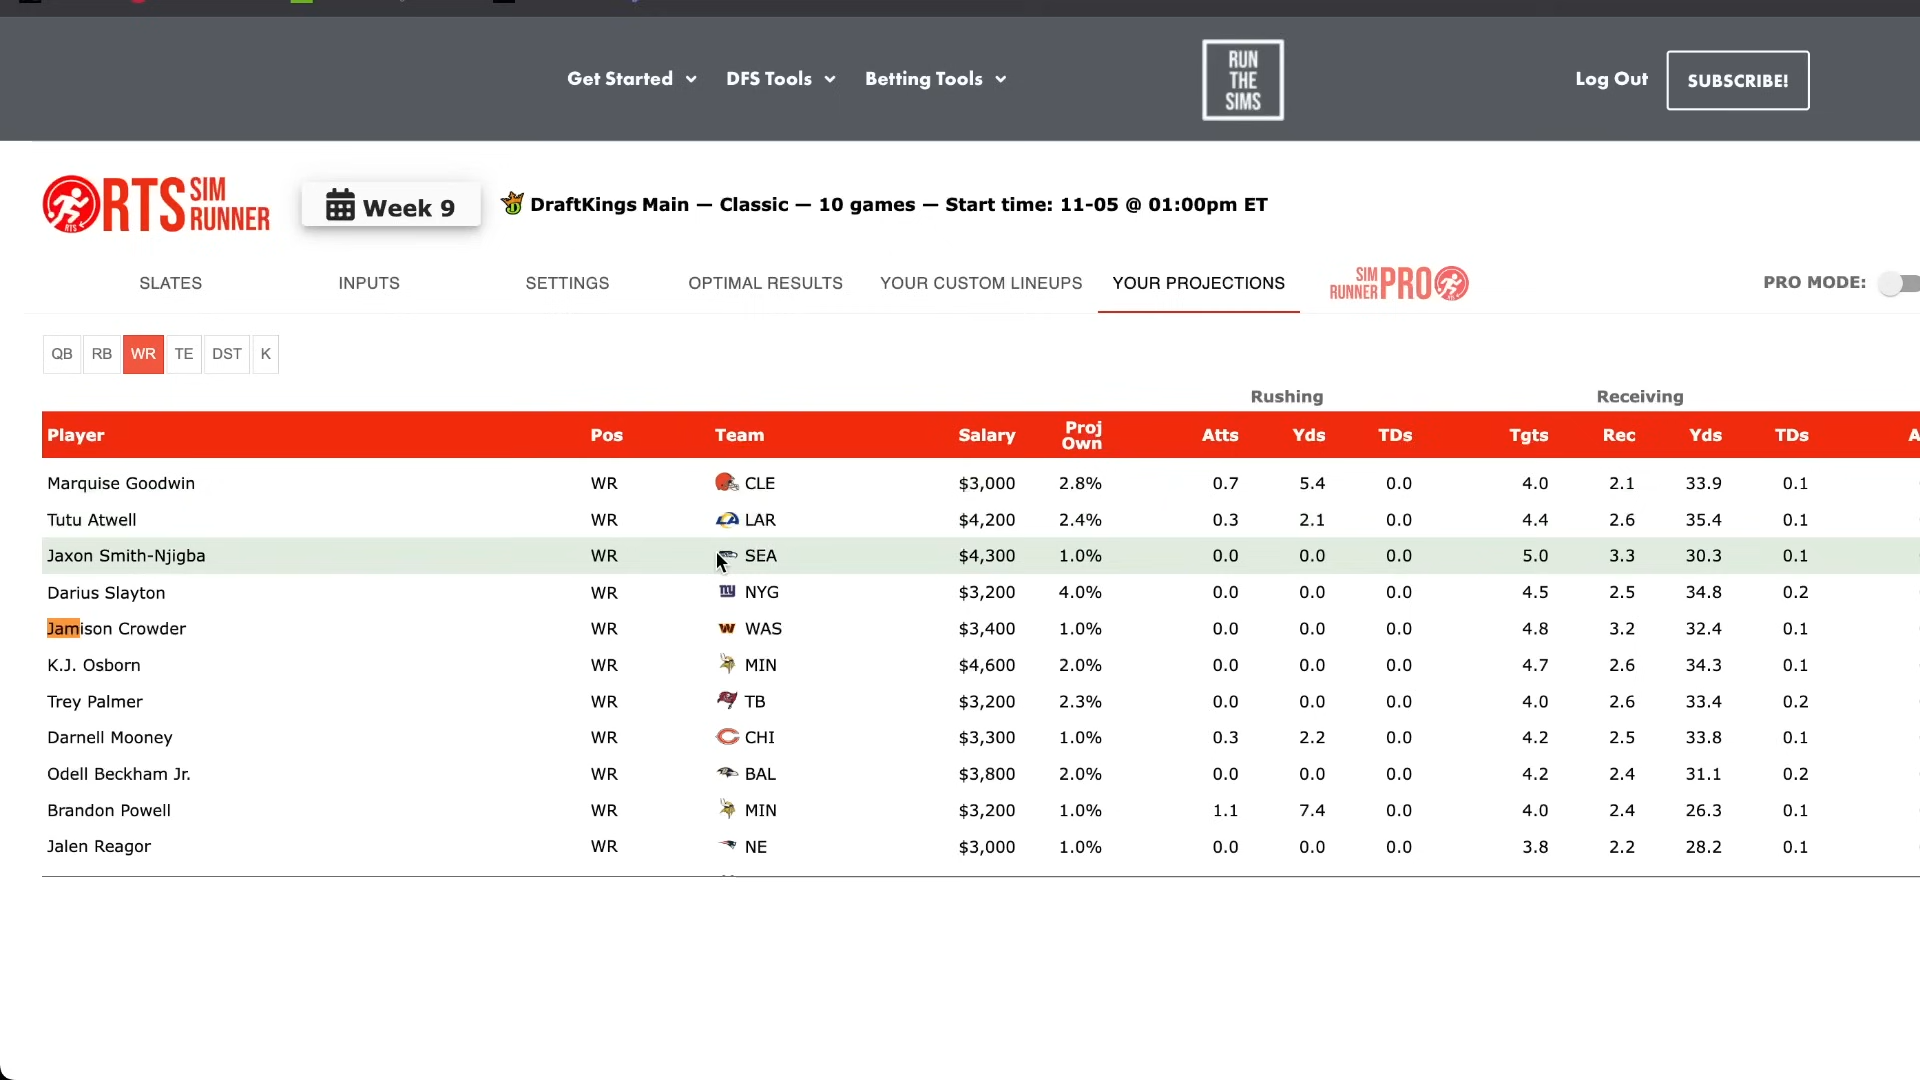 Get Started DFS Tools Betting Tools RUN THE SIMS Log Out SUBSCRIBE!
RTS SIM RUNNER Week 9 DraftKings Main — Classic — 10 games — Start time: 11-05 @ 01:00pm ET
SLATES INPUTS SETTINGS OPTIMAL RESULTS YOUR CUSTOM LINEUPS YOUR PROJECTIONS SIM RUNNER PRO PRO MODE:
QB RB WR TE DST K
Rushing Receiving
Player Pos Team Salary Proj Own Atts Yds TDs Tgts Rec Yds TDs A
Marquise Goodwin WR CLE $3,000 2.8% 0.7 5.4 0.0 4.0 2.1 33.9 0.1
Tutu Atwell WR LAR $4,200 2.4% 0.3 2.1 0.0 4.4 2.6 35.4 0.1
Jaxon Smith-Njigba WR SEA $4,300 1.0% 0.0 0.0 0.0 5.0 3.3 30.3 0.1
Darius Slayton WR NYG $3,200 4.0% 0.0 0.0 0.0 4.5 2.5 34.8 0.2
Jamison Crowder WR WAS $3,400 1.0% 0.0 0.0 0.0 4.8 3.2 32.4 0.1
K.J. Osborn WR MIN $4,600 2.0% 0.0 0.0 0.0 4.7 2.6 34.3 0.1
Trey Palmer WR TB $3,200 2.3% 0.0 0.0 0.0 4.0 2.6 33.4 0.2
Darnell Mooney WR CHI $3,300 1.0% 0.3 2.2 0.0 4.2 2.5 33.8 0.1
Odell Beckham Jr. WR BAL $3,800 2.0% 0.0 0.0 0.0 4.2 2.4 31.1 0.2
Brandon Powell WR MIN $3,200 1.0% 1.1 7.4 0.0 4.0 2.4 26.3 0.1
Jalen Reagor WR NE $3,000 1.0% 0.0 0.0 0.0 3.8 2.2 28.2 0.1